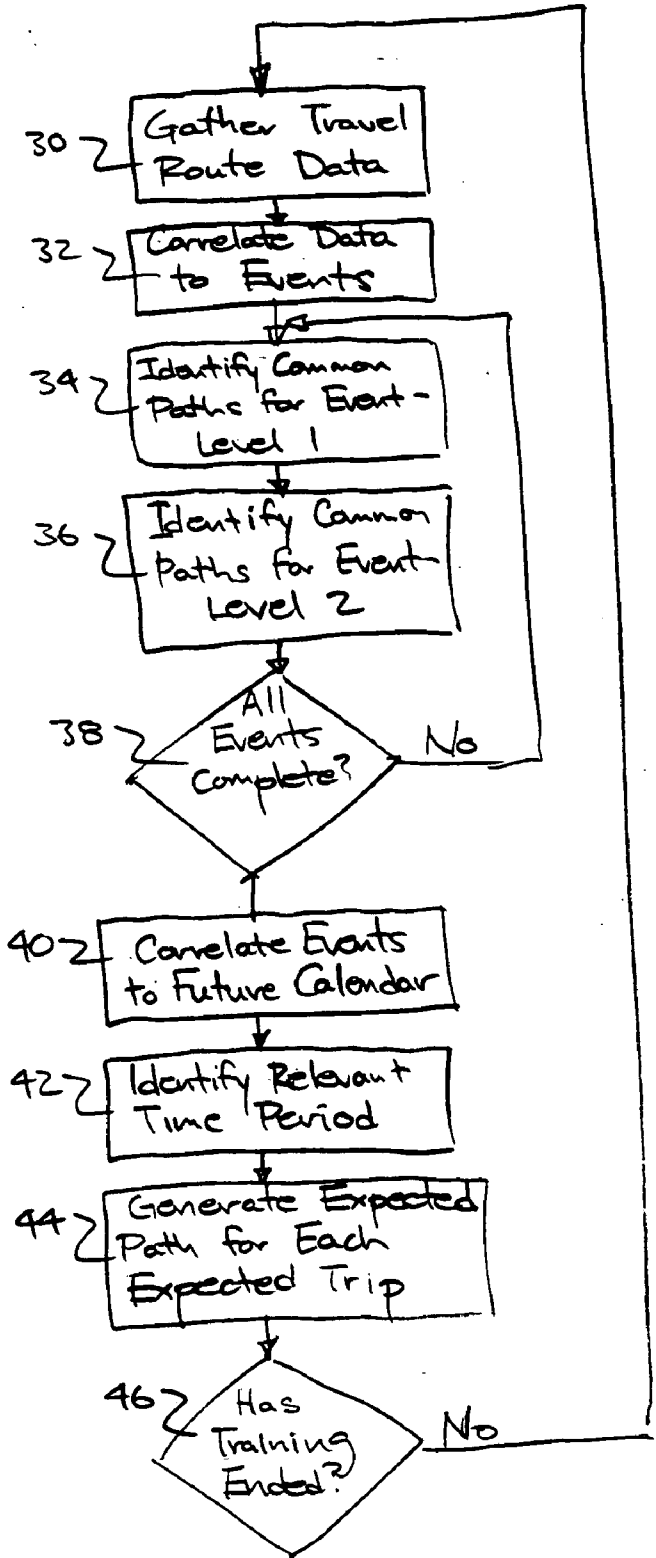 30
Gather Travel
Route Data
32
Correlate Data
to Events
34
Identify Common
Paths for Event-
Level 1
36
Identify Common
Paths for Event-
Level 2
38
All
Events
Complete?
No
40
Correlate Events
to Future Calendar
42
Identify Relevant
Time Period
44
Generate Expected
Path for Each
Expected Trip
46
Has
Training
Ended?
No